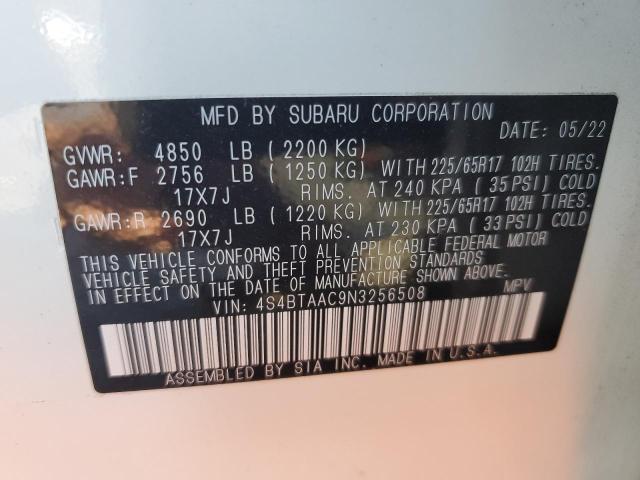 MFD BY SUBARU CORPORATION
DATE: 05/22
GVWR: 4850 LB (2200 KG)
GAWR:F 2756 LB (1250 KG) WITH 225/65R17 102H TIRES.
17X7J RIMS. AT 240 KPA (35 PSI) COLD
GAWR:R 2690 LB (1220 KG) WITH 225/65R17 102H TIRES.
17X7J RIMS. AT 230 KPA (33 PSI) COLD
THIS VEHICLE CONFORMS TO ALL APPLICABLE FEDERAL MOTOR
VEHICLE SAFETY AND THEFT PREVENTION STANDARDS
IN EFFECT ON THE DATE OF MANUFACTURE SHOWN ABOVE.
VIN: 4S4BTAAC9N3256508 MPV
ASSEMBLED BY SIA INC. MADE IN U.S.A.